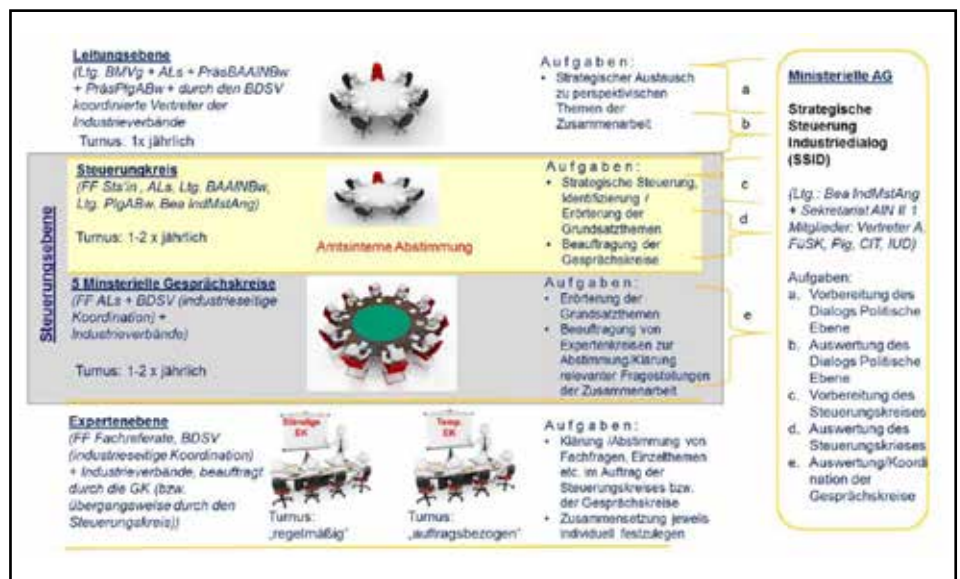 Leitungsebene
(Ltg. BMVg + ALs + PräsBAAINBw
+ PräsPlgABw + durch den BDSV
koordinierte Vertreter der
Industrieverbände
Turnus: 1x jährlich
Aufgaben:
• Strategischer Austausch
zu perspektivischen
Themen der
Zusammenarbeit
Steuerungsebene
Steuerungkreis
(FF Sts'in , ALs, Ltg. BAAINBw,
Ltg. PlgABw, Bea IndMstAng)
Turnus: 1-2 x jährlich
Amtsinterne Abstimmung
Aufgaben:
• Strategische Steuerung,
Identifizierung /
Erörterung der
Grundsatzthemen
• Beauftragung der
Gesprächskreise
5 Minsterielle Gesprächskreise
(FF ALs + BDSV (industrieseitige
Koordination) +
Industrieverbände)
Turnus: 1-2 x jährlich
Aufgaben:
• Erörterung der
Grundsatzthemen
• Beauftragung von
Expertenkreisen zur
Abstimmung/Klärung
relevanter Fragestellungen
der Zusammenarbeit
Expertenebene
(FF Fachreferate, BDSV
(industrieseitige Koordination)
+ Industrieverbände, beauftragt
durch die GK (bzw.
übergangsweise durch den
Steuerungskreis))
Ständige
EK
Turnus:
„regelmäßig"
Temp.
EK
Turnus:
„auftragsbezogen"
Aufgaben:
• Klärung /Abstimmung von
Fachfragen, Einzelthemen
etc. im Auftrag der
Steuerungskreises bzw.
der Gesprächskreise
• Zusammensetzung jeweils
individuell festzulegen
a
b
c
d
e
Ministerielle AG
Strategische
Steuerung
Industriedialog
(SSID)
(Ltg.: Bea IndMstAng
+ Sekretariat AIN II 1
Mitglieder: Vertreter A,
FüSK, Plg, CIT, IUD)
Aufgaben:
a. Vorbereitung des
Dialogs Politische
Ebene
b. Auswertung des
Dialogs Politische
Ebene
c. Vorbereitung des
Steuerungskreises
d. Auswertung des
Steuerungskrieses
e. Auswertung/Koordi
nation der
Gesprächskreise